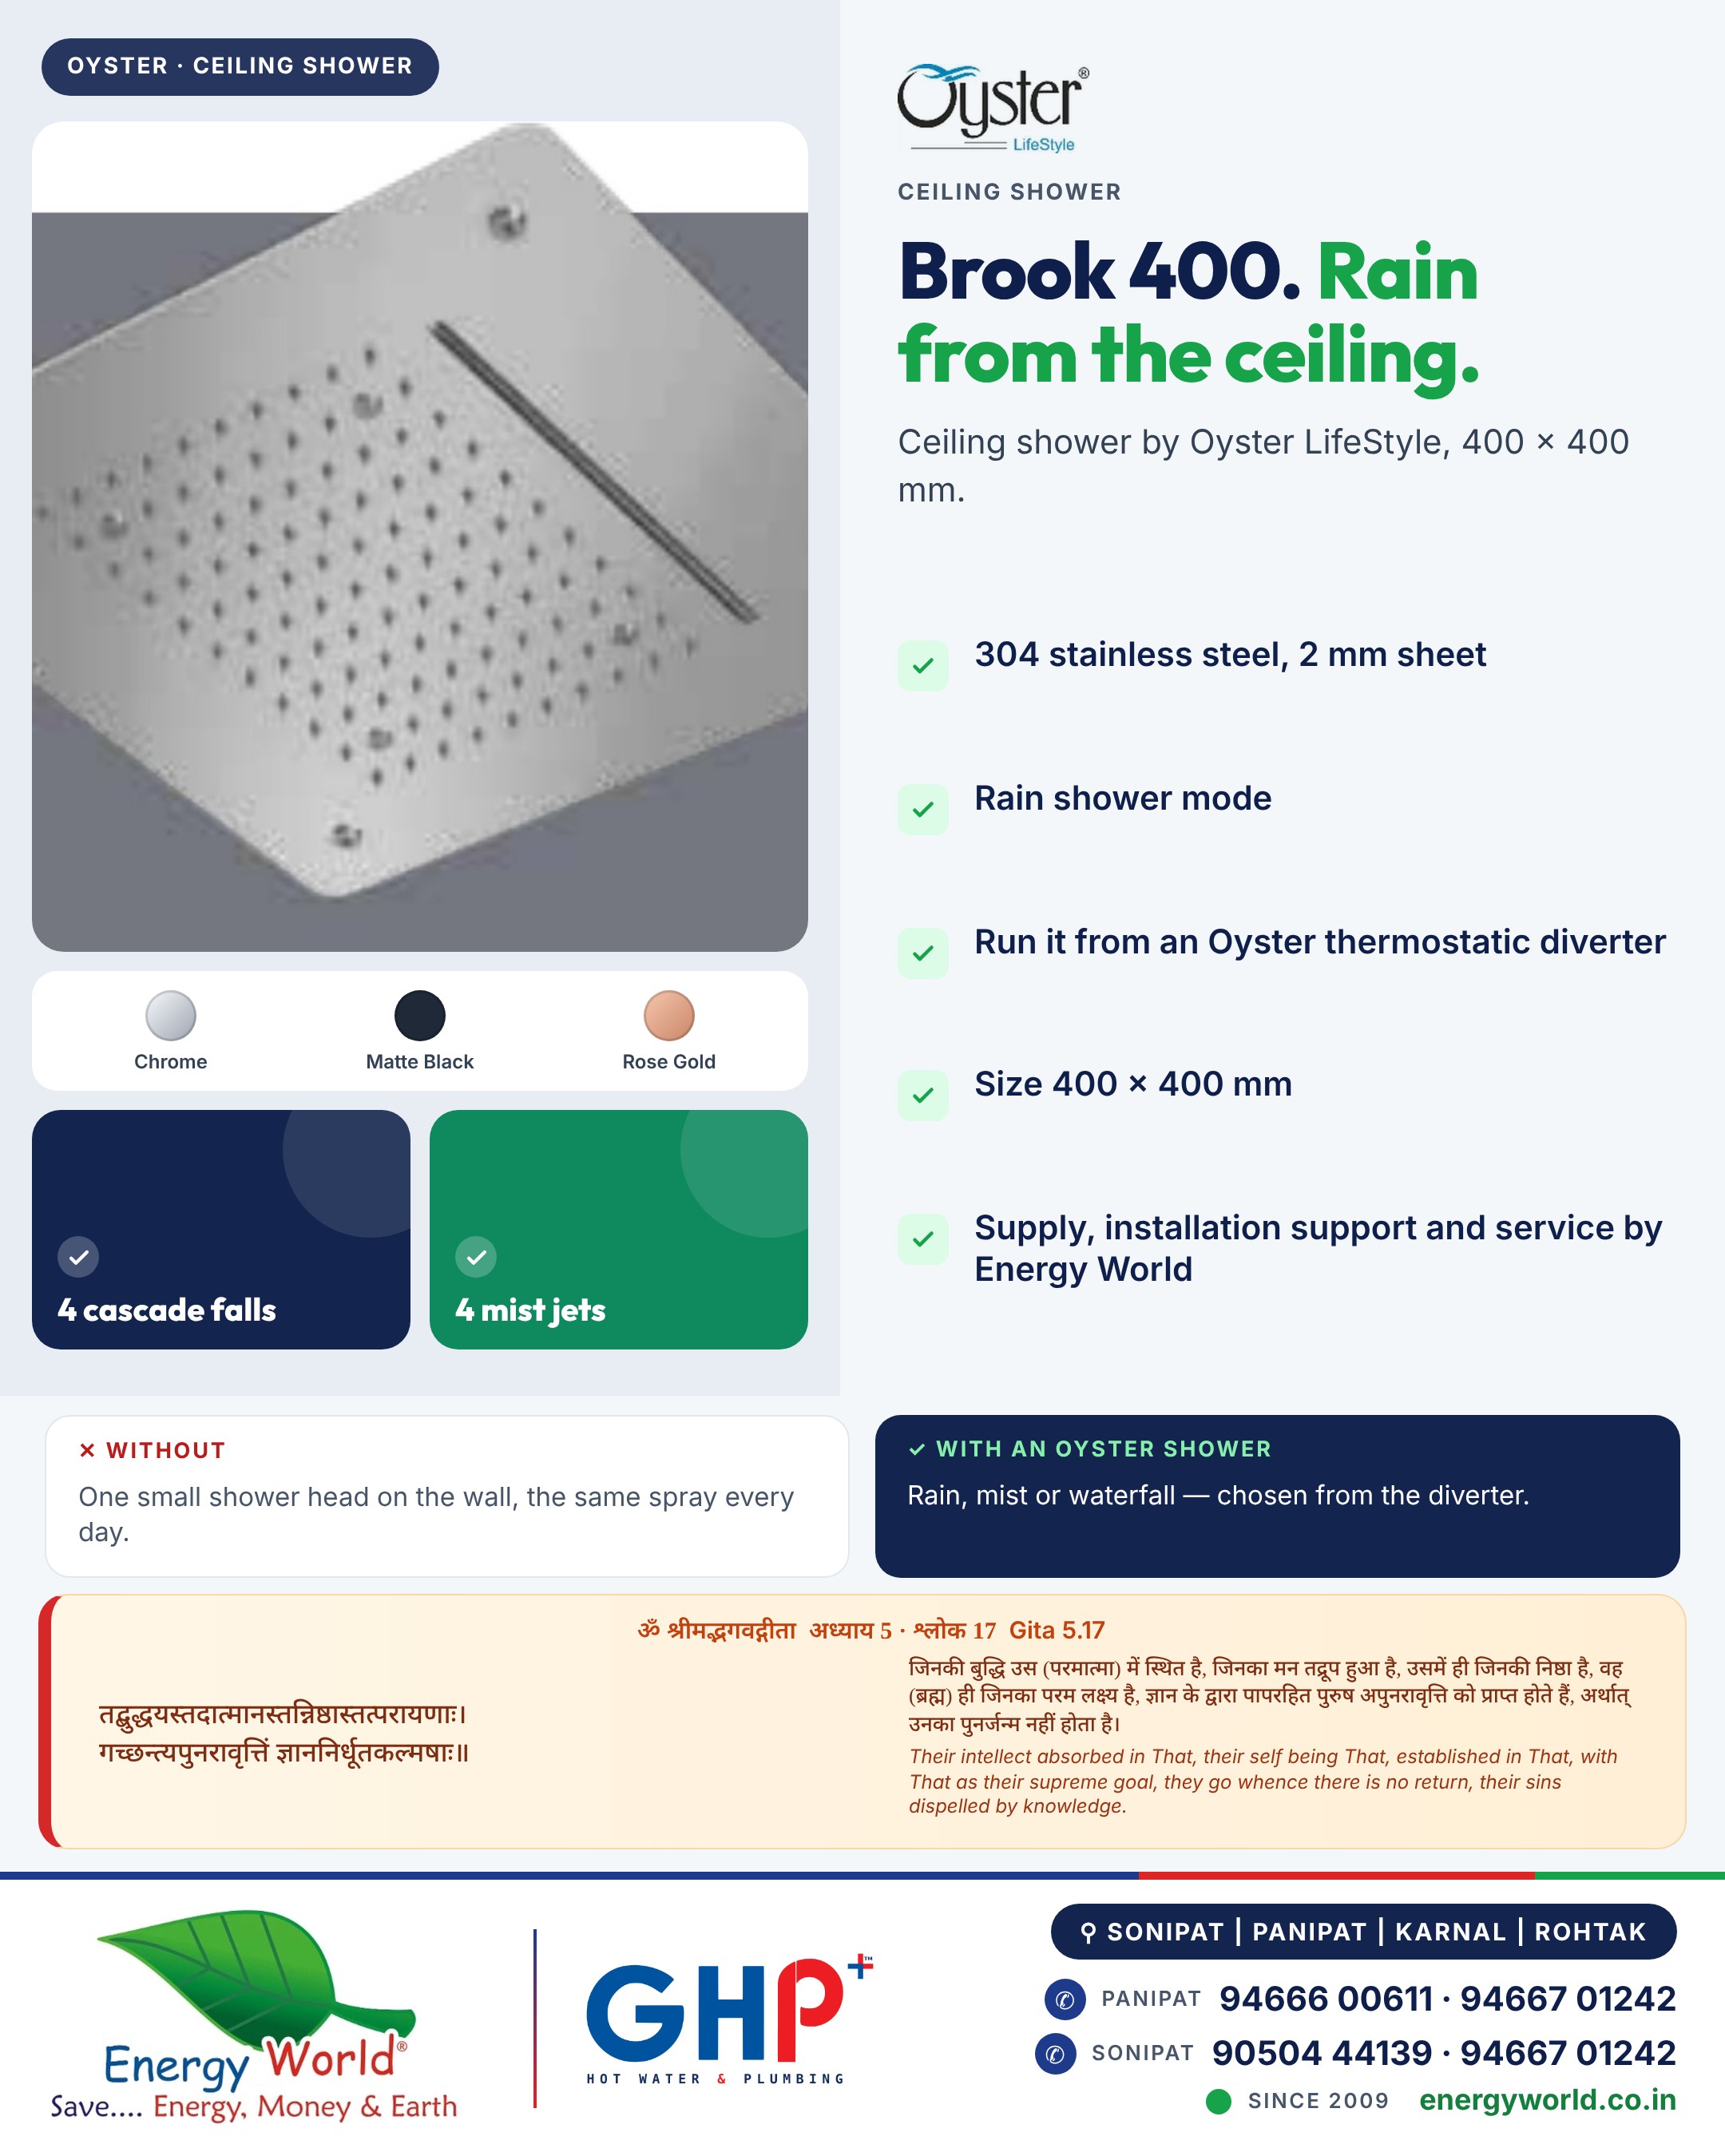 OYSTER · CEILING SHOWER
Oyster®
LifeStyle
CEILING SHOWER
Brook 400. Rain
from the ceiling.
Ceiling shower by Oyster LifeStyle, 400 × 400
mm.
304 stainless steel, 2 mm sheet
Rain shower mode
Run it from an Oyster thermostatic diverter
Size 400 × 400 mm
Supply, installation support and service by
Energy World
Chrome
Matte Black
Rose Gold
4 cascade falls
4 mist jets
✕ WITHOUT
One small shower head on the wall, the same spray every
day.
✓ WITH AN OYSTER SHOWER
Rain, mist or waterfall — chosen from the diverter.
ॐ श्रीमद्भगवद्गीता अध्याय 5 · श्लोक 17 Gita 5.17
तद्बुद्धयस्तदात्मानस्तन्निष्ठास्तत्परायणाः।
गच्छन्त्यपुनरावृत्तिं ज्ञाननिर्धूतकल्मषाः॥
जिनकी बुद्धि उस (परमात्मा) में स्थित है, जिनका मन तद्रूप हुआ है, उसमें ही जिनकी निष्ठा है, वह
(ब्रह्म) ही जिनका परम लक्ष्य है, ज्ञान के द्वारा पापरहित पुरुष अपुनरावृत्ति को प्राप्त होते हैं, अर्थात्
उनका पुनर्जन्म नहीं होता है।
Their intellect absorbed in That, their self being That, established in That, with
That as their supreme goal, they go whence there is no return, their sins
dispelled by knowledge.
Energy World®
Save.... Energy, Money & Earth
GHP+™
HOT WATER & PLUMBING
SONIPAT | PANIPAT | KARNAL | ROHTAK
PANIPAT 94666 00611 · 94667 01242
SONIPAT 90504 44139 · 94667 01242
SINCE 2009 energyworld.co.in